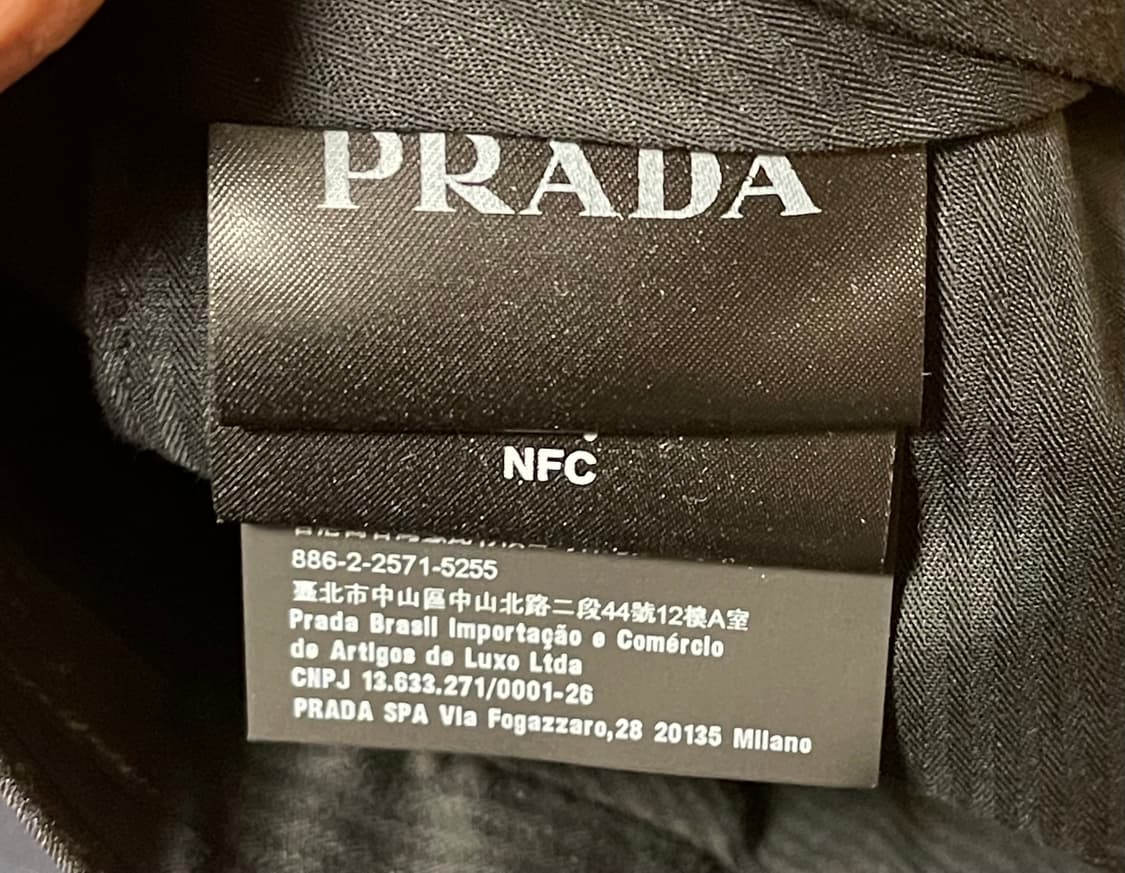 PRADA
NFC
886-2-2571-5255
臺北市中山區中山北路二段44號12樓A室
Prada Brasil Importação e Comércio
de Artigos de Luxo Ltda
CNPJ 13.633.271/0001-26
PRADA SPA Via Fogazzaro,28 20135 Milano